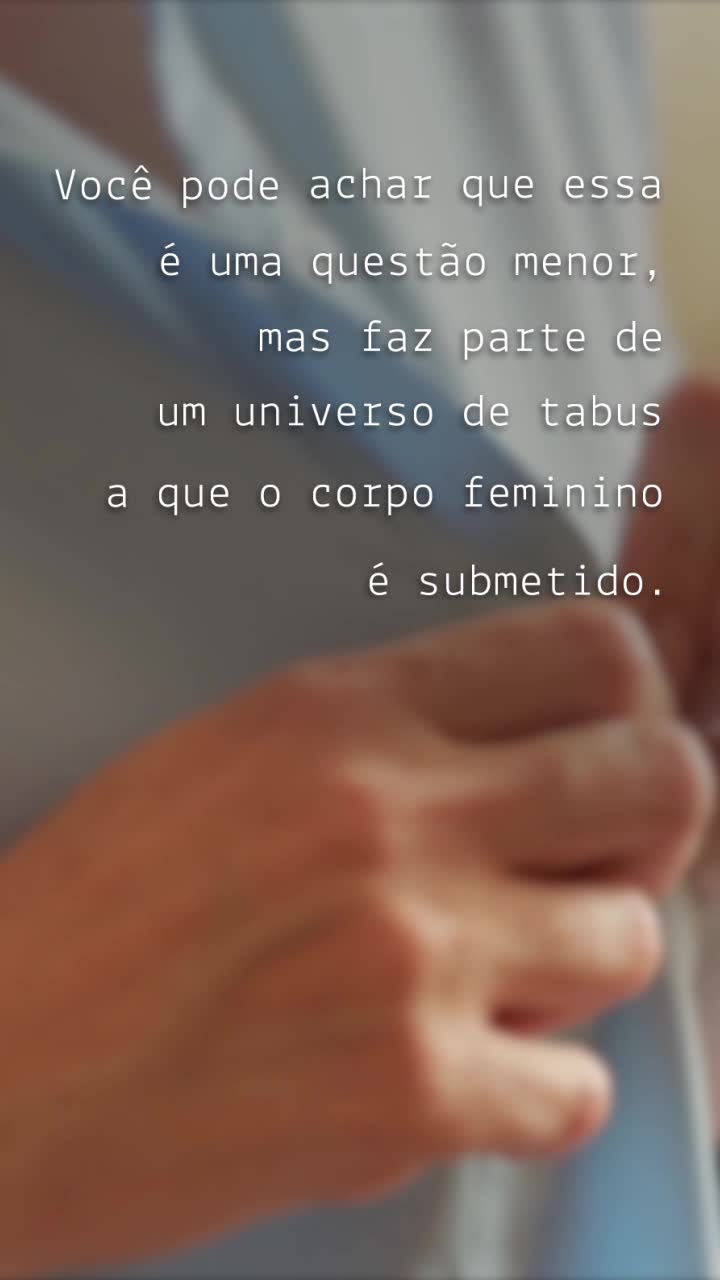 Você pode achar que essa
é uma questão menor,
mas faz parte de
um universo de tabus
a que o corpo feminino
é submetido.